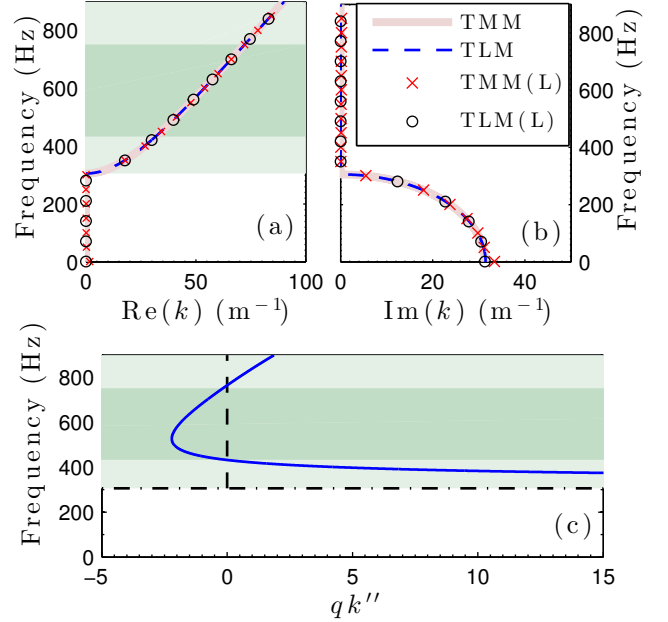 Frequency (Hz)
800
600
400
200
0
0
50
100
Re(k) (m⁻¹)
(a)
TMM
TLM
TMM(L)
TLM(L)
0
20
40
Im(k) (m⁻¹)
(b)
800
600
400
200
0
Frequency (Hz)
Frequency (Hz)
800
600
400
200
0
−5
0
5
10
15
qk''
(c)